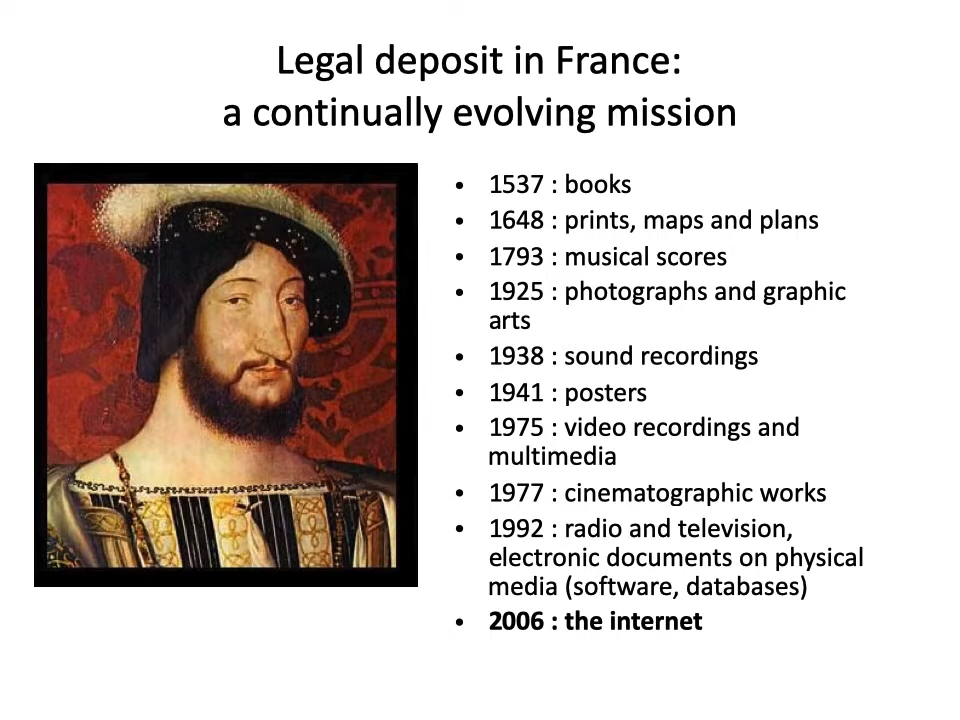 Legal deposit in France:
a continually evolving mission
• 1537 : books
• 1648 : prints, maps and plans
• 1793 : musical scores
• 1925 : photographs and graphic
arts
• 1938 : sound recordings
• 1941 : posters
• 1975 : video recordings and
multimedia
• 1977 : cinematographic works
• 1992 : radio and television,
electronic documents on physical
media (software, databases)
• 2006 : the internet